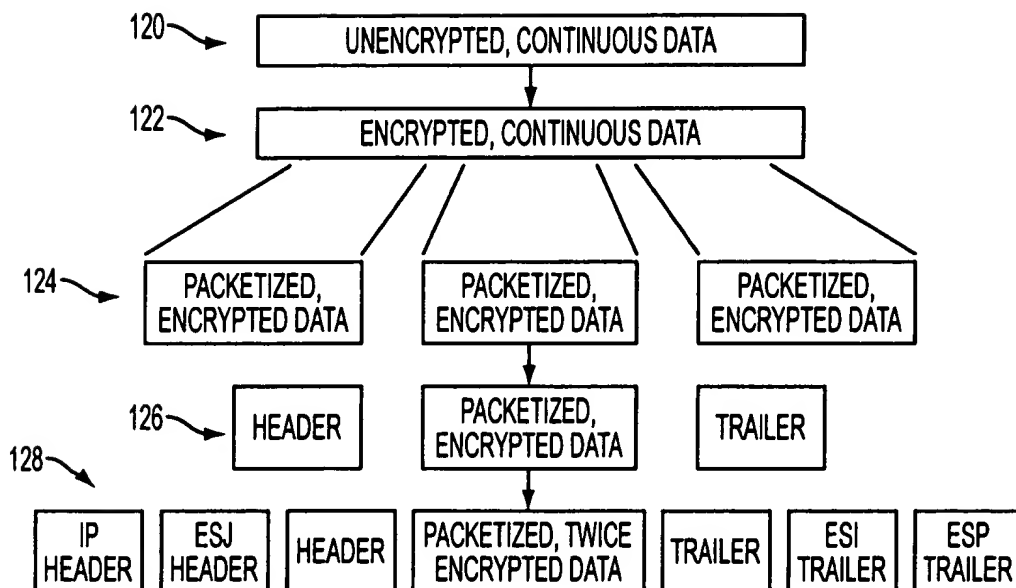 120
UNENCRYPTED, CONTINUOUS DATA
122
ENCRYPTED, CONTINUOUS DATA
124
PACKETIZED,
ENCRYPTED DATA
PACKETIZED,
ENCRYPTED DATA
PACKETIZED,
ENCRYPTED DATA
126
HEADER
PACKETIZED,
ENCRYPTED DATA
TRAILER
128
IP
HEADER
ESJ
HEADER
HEADER
PACKETIZED, TWICE
ENCRYPTED DATA
TRAILER
ESI
TRAILER
ESP
TRAILER